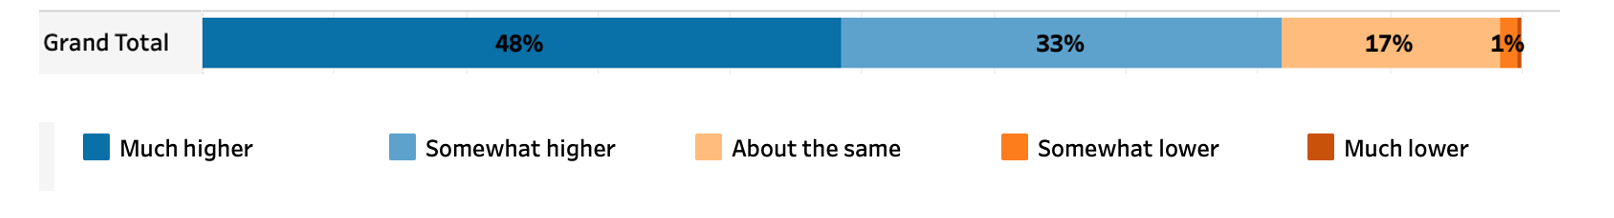 Grand Total 48% 33% 17% 1%
Much higher Somewhat higher About the same Somewhat lower Much lower